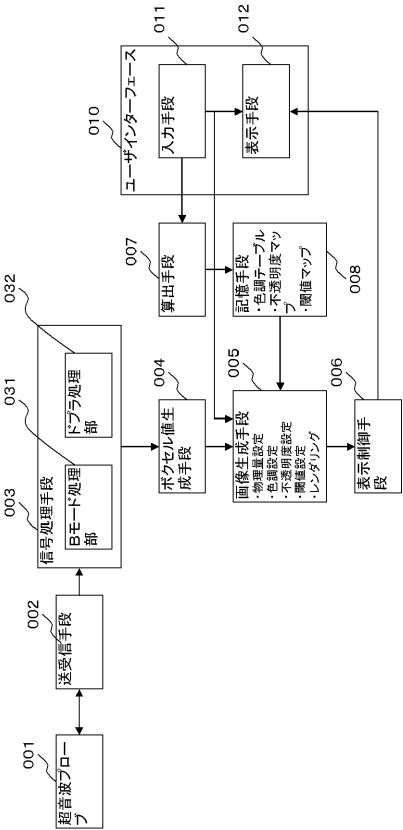 001
超音波プロー
ブ
002
送受信手段
003
信号処理手段
031
Bモード処理
部
032
ドプラ処理
部
004
ボクセル値生
成手段
005
画像生成手段
・物理量設定
・色調設定
・不透明度設定
・閾値設定
・レンダリング
006
表示制御手
段
007
算出手段
008
記憶手段
・色調テーブル
・不透明度マッ
プ
・閾値マップ
010
ユーザインターフェース
011
入力手段
012
表示手段